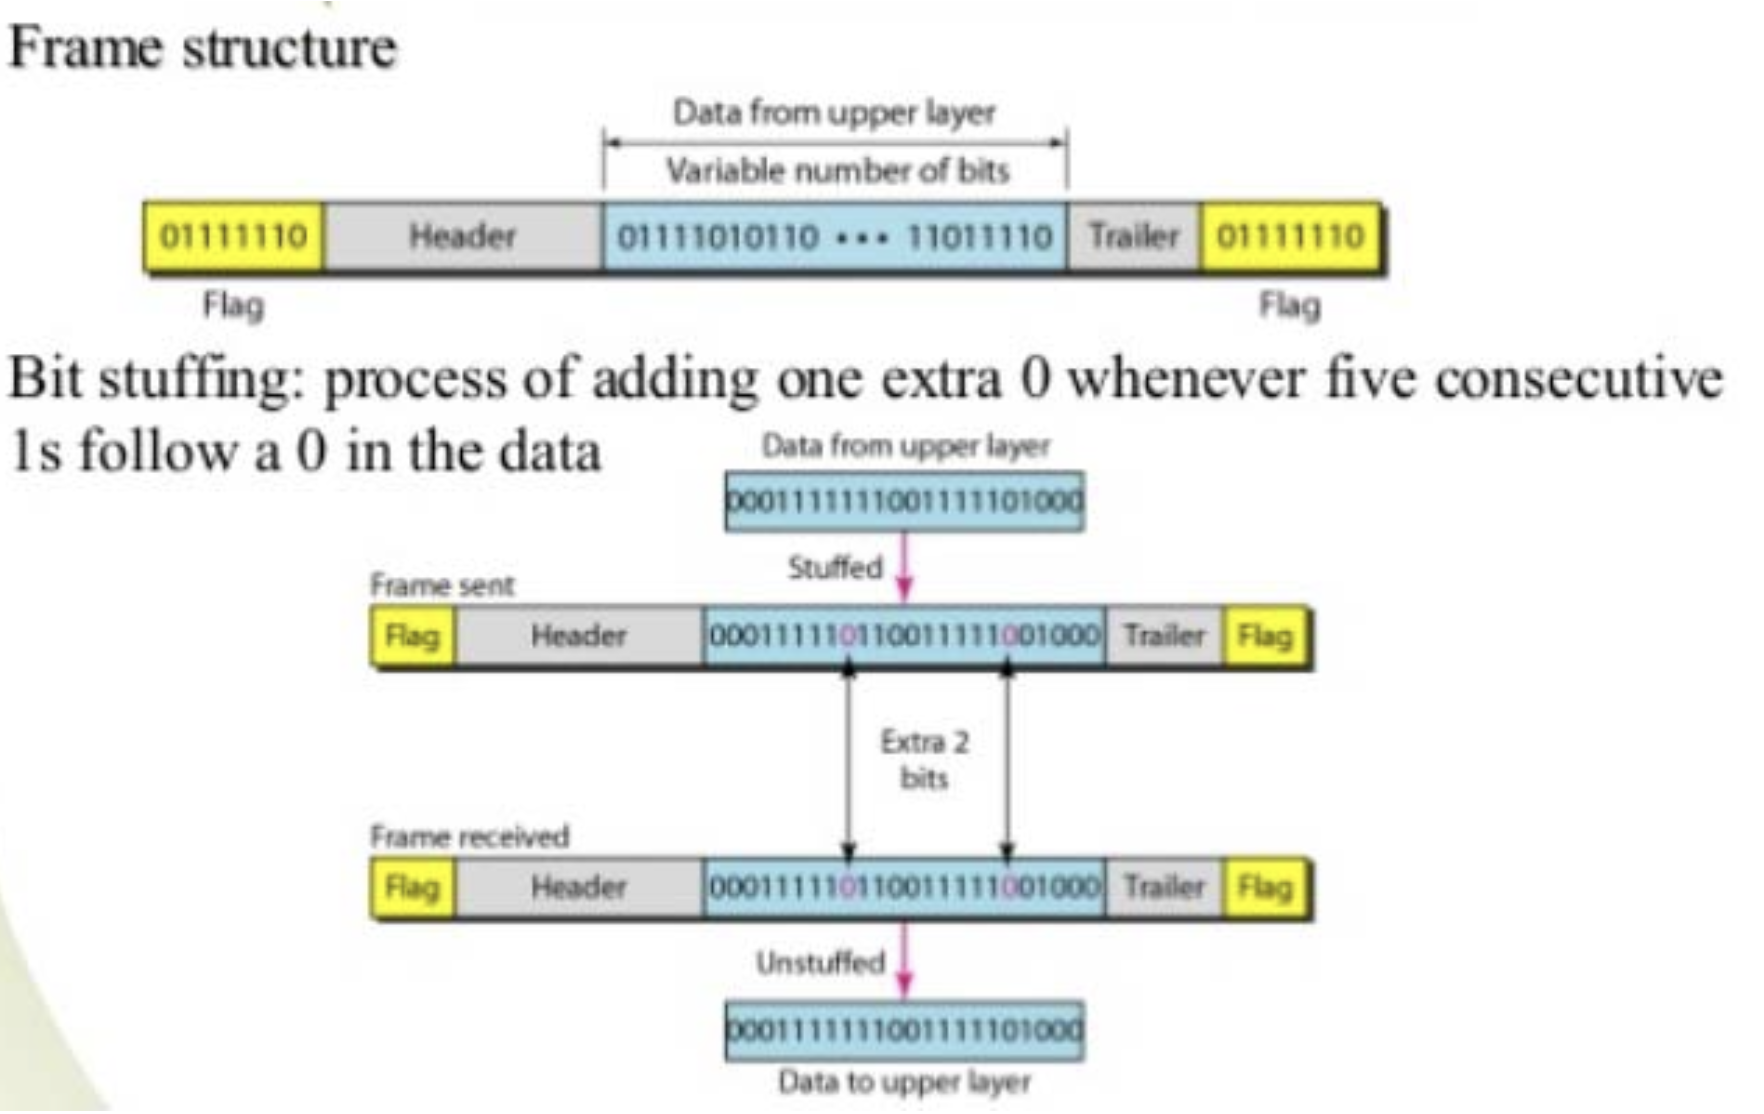 Frame structure
Data from upper layer
Variable number of bits
01111110 Header 01111010110 ••• 11011110 Trailer 01111110
Flag Flag
Bit stuffing: process of adding one extra 0 whenever five consecutive
1s follow a 0 in the data
Data from upper layer
0001111111001111101000
Stuffed
Frame sent
Flag Header 000111110110011111001000 Trailer Flag
Extra 2
bits
Frame received
Flag Header 000111110110011111001000 Trailer Flag
Unstuffed
0001111111001111101000
Data to upper layer